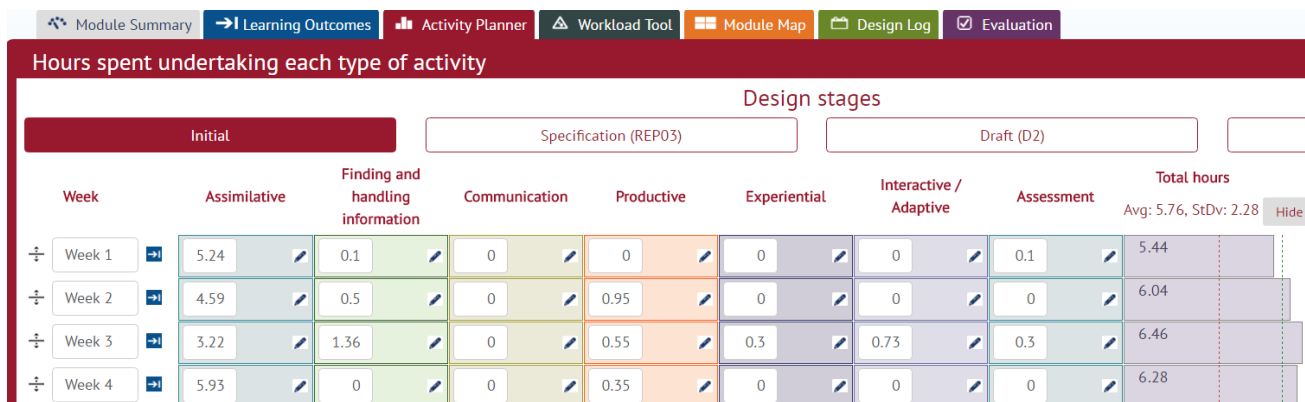 Module Summary Learning Outcomes Activity Planner Workload Tool Module Map Design Log Evaluation
Hours spent undertaking each type of activity
Design stages
Initial Specification (REP03) Draft (D2)
Week Assimilative Finding and handling information Communication Productive Experiential Interactive / Adaptive Assessment Total hours
Avg: 5.76, StDv: 2.28 Hide
Week 1 5.24 0.1 0 0 0 0 0.1 5.44
Week 2 4.59 0.5 0 0.95 0 0 0 6.04
Week 3 3.22 1.36 0 0.55 0.3 0.73 0.3 6.46
Week 4 5.93 0 0 0.35 0 0 0 6.28